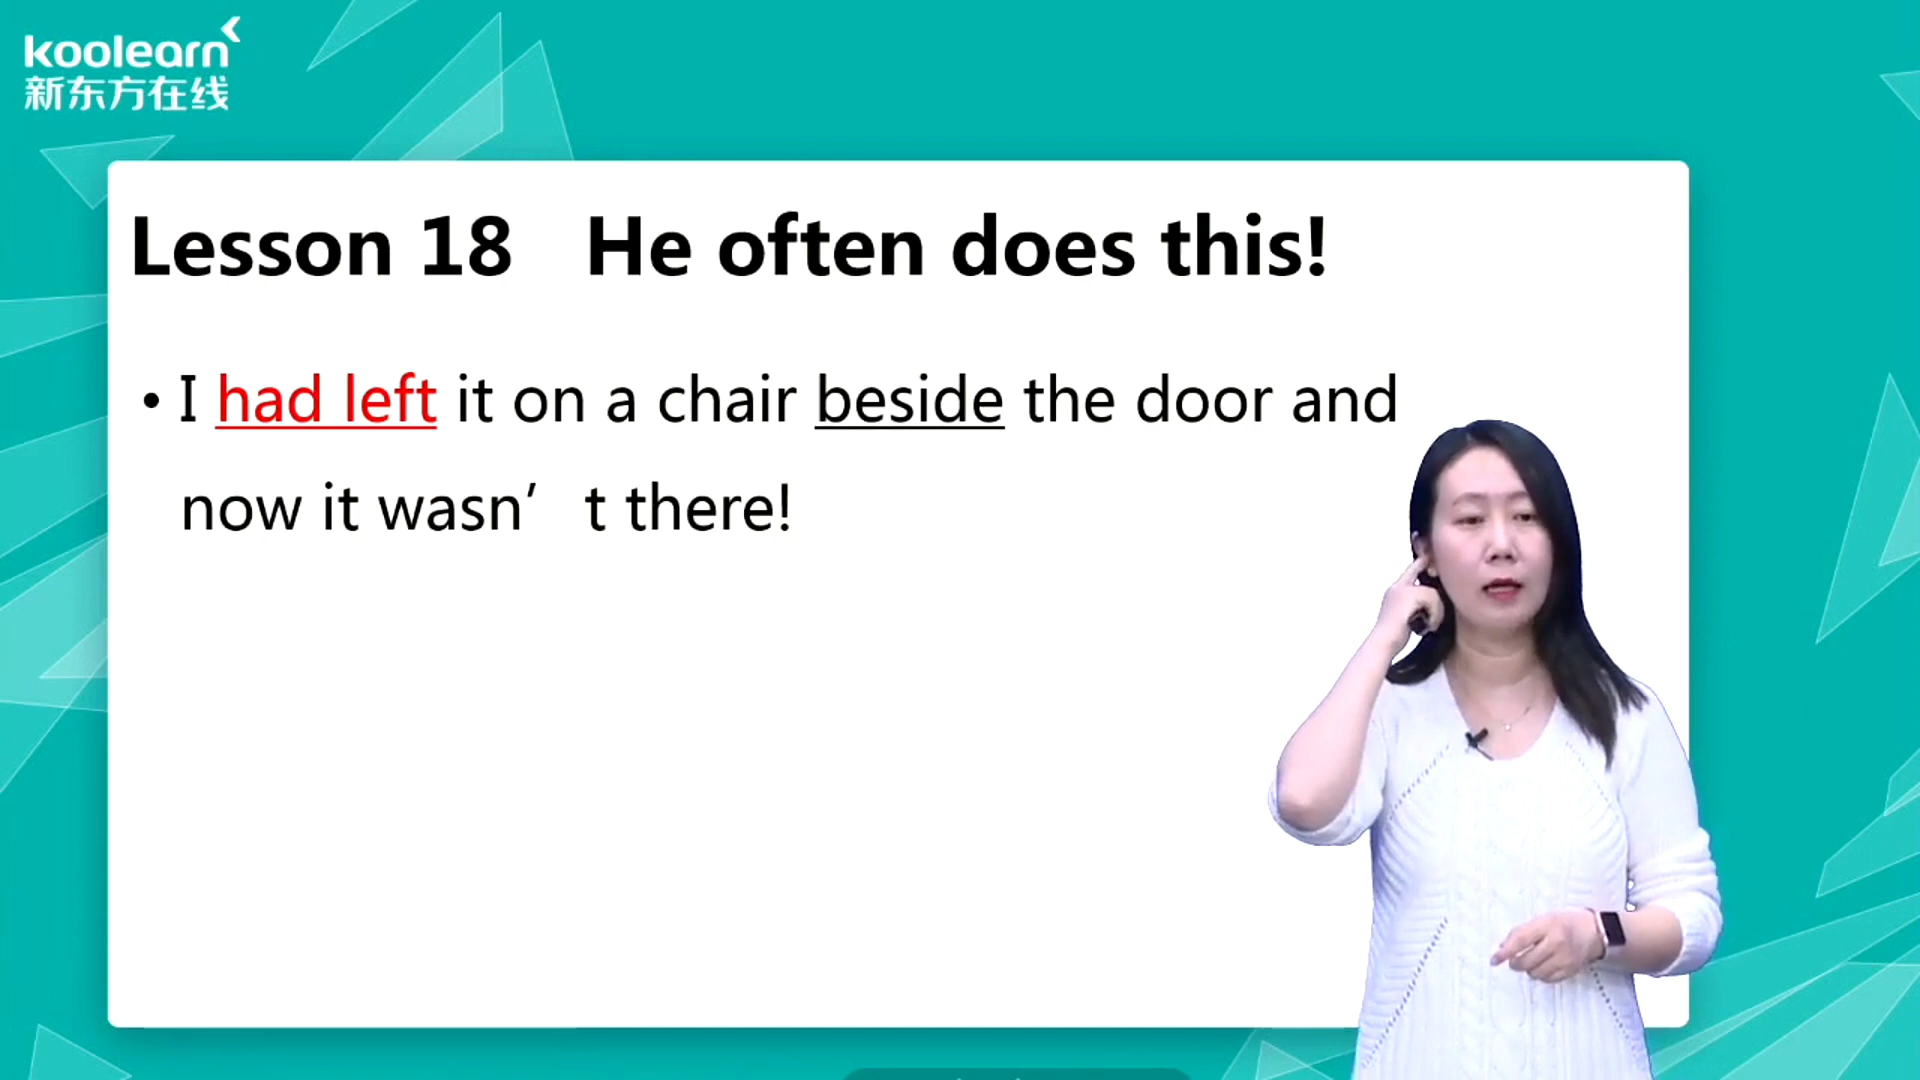 koolearn
新东方在线
Lesson 18 He often does this!
• I had left it on a chair beside the door and
now it wasn’ t there!